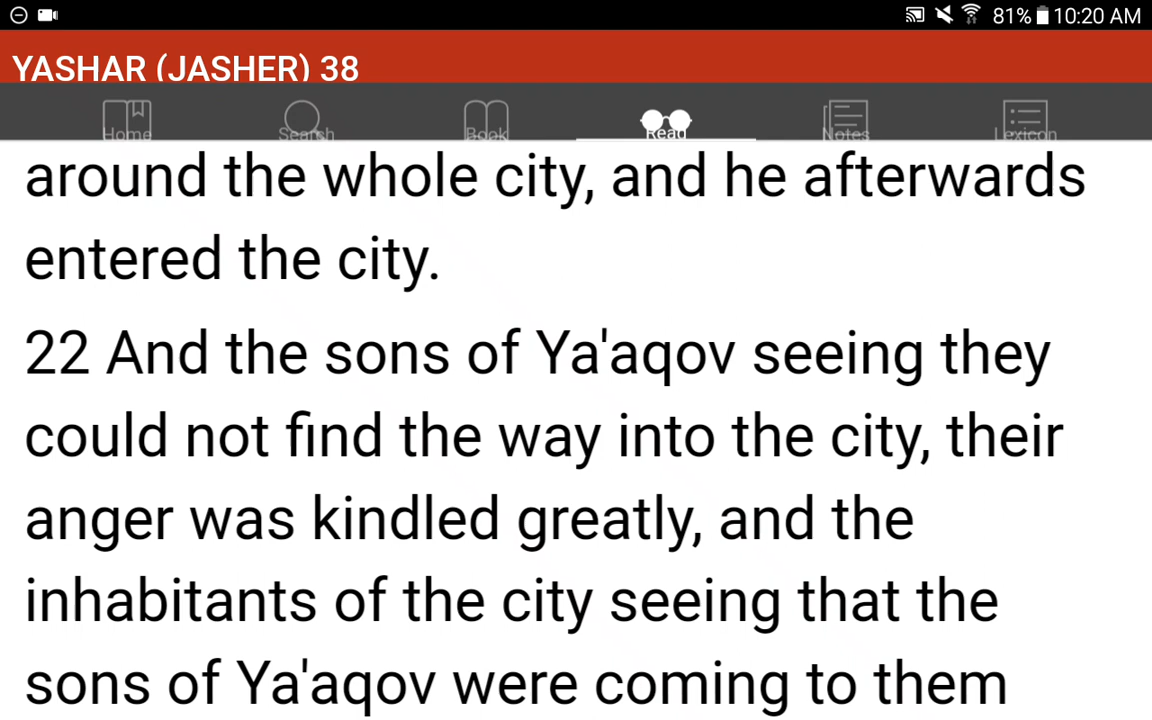 81% 10:20 AM
YASHAR (JASHER) 38
Home Search Book Read Notes Lexicon
around the whole city, and he afterwards
entered the city.
22 And the sons of Ya'aqov seeing they
could not find the way into the city, their
anger was kindled greatly, and the
inhabitants of the city seeing that the
sons of Ya'aqov were coming to them